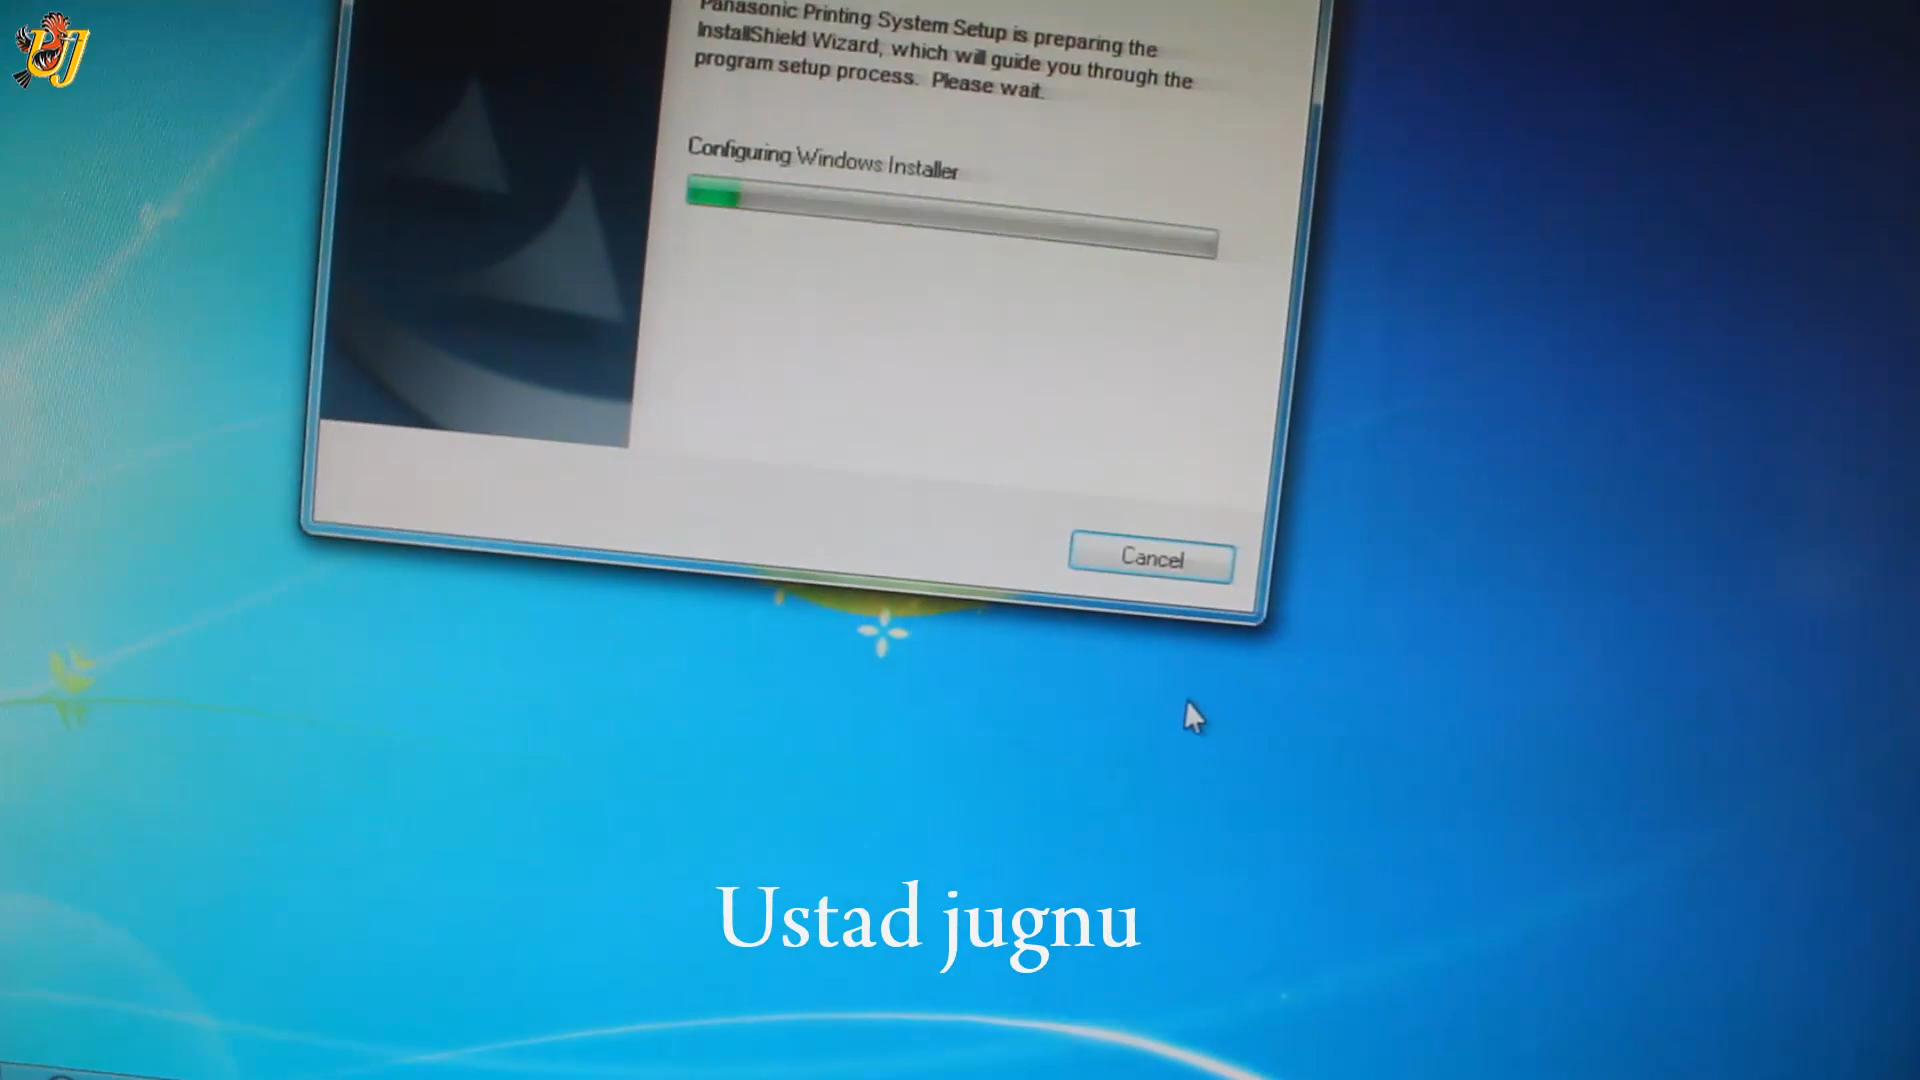 UJ
Panasonic Printing System Setup is preparing the
InstallShield Wizard, which will guide you through the
program setup process. Please wait.
Configuring Windows Installer
Cancel
Ustad jugnu